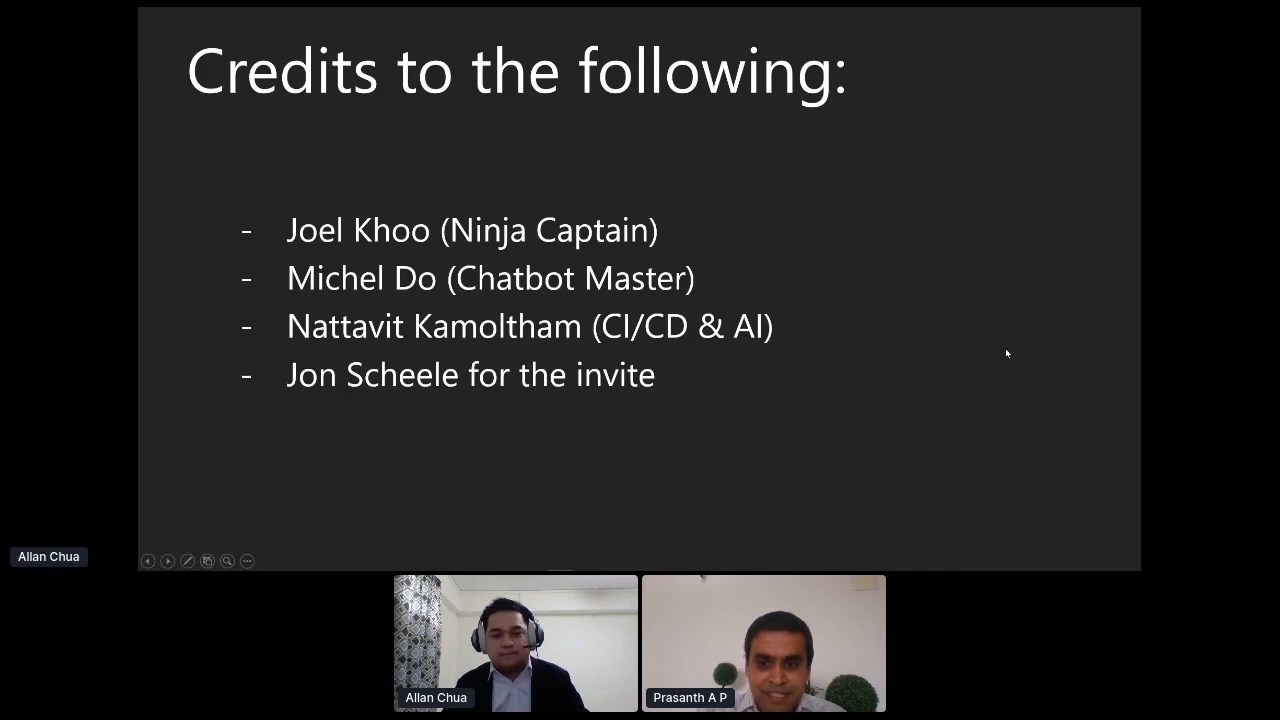 Credits to the following:
- Joel Khoo (Ninja Captain)
- Michel Do (Chatbot Master)
- Nattavit Kamoltham (CI/CD & AI)
- Jon Scheele for the invite
Allan Chua
Allan Chua
Prasanth A P